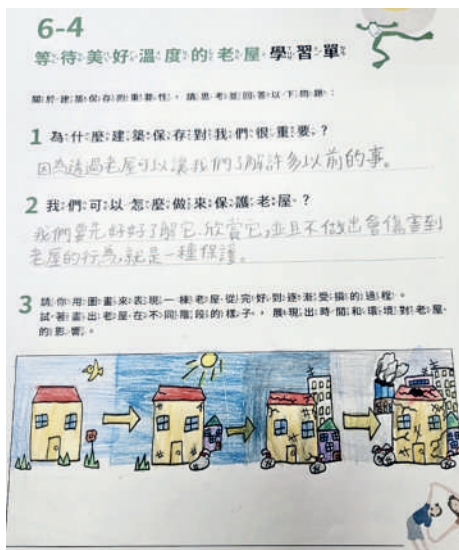 6-4
等待美好溫度的老屋 學習單
關於建築保存的重要性，請思考並回答以下問題：
1 為什麼建築保存對我們很重要？
因為透過老屋可以讓我們了解許多以前的事。
2 我們可以怎麼做來保護老屋？
我們要先好好了解它、欣賞它，並且不做出會傷害到
老屋的行為，就是一種保護。
3 請你用圖畫來表現一棟老屋從完好到逐漸受損的過程。
試著畫出老屋在不同階段的樣子，展現出時間和環境對老屋
的影響。